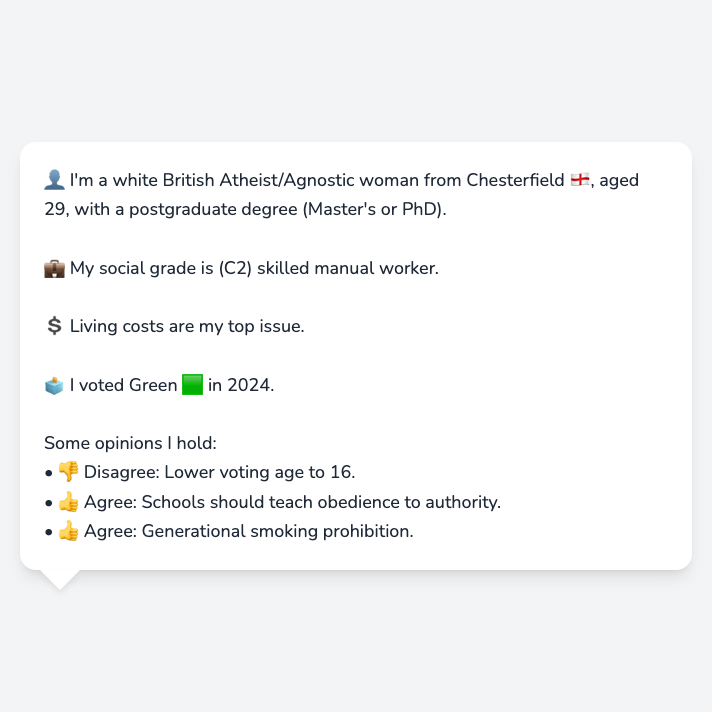 👤 I'm a white British Atheist/Agnostic woman from Chesterfield 🏴󠁧󠁢󠁥󠁮󠁧󠁿, aged
29, with a postgraduate degree (Master's or PhD).
💼 My social grade is (C2) skilled manual worker.
💲 Living costs are my top issue.
🗳️ I voted Green 🟩 in 2024.
Some opinions I hold:
• 👎 Disagree: Lower voting age to 16.
• 👍 Agree: Schools should teach obedience to authority.
• 👍 Agree: Generational smoking prohibition.